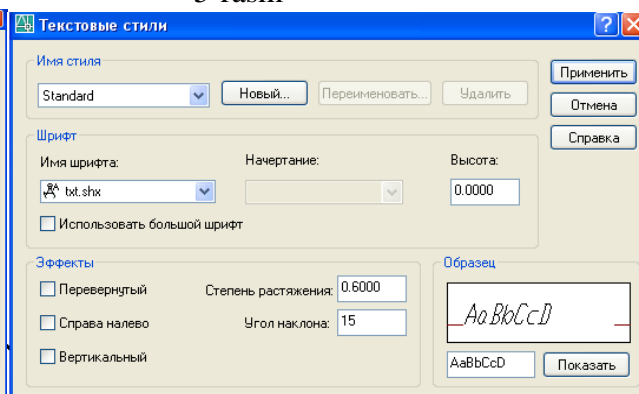 Текстовые стили
Имя стиля
Standard Новый... Переименовать... Удалить
Применить
Отмена
Справка
Шрифт
Имя шрифта: Начертание: Высота:
txt.shx 0.0000
Использовать большой шрифт
Эффекты
Перевернутый Степень растяжения: 0.6000
Справа налево Угол наклона: 15
Вертикальный
Образец
AaBbCcD
AaBbCcD Показать